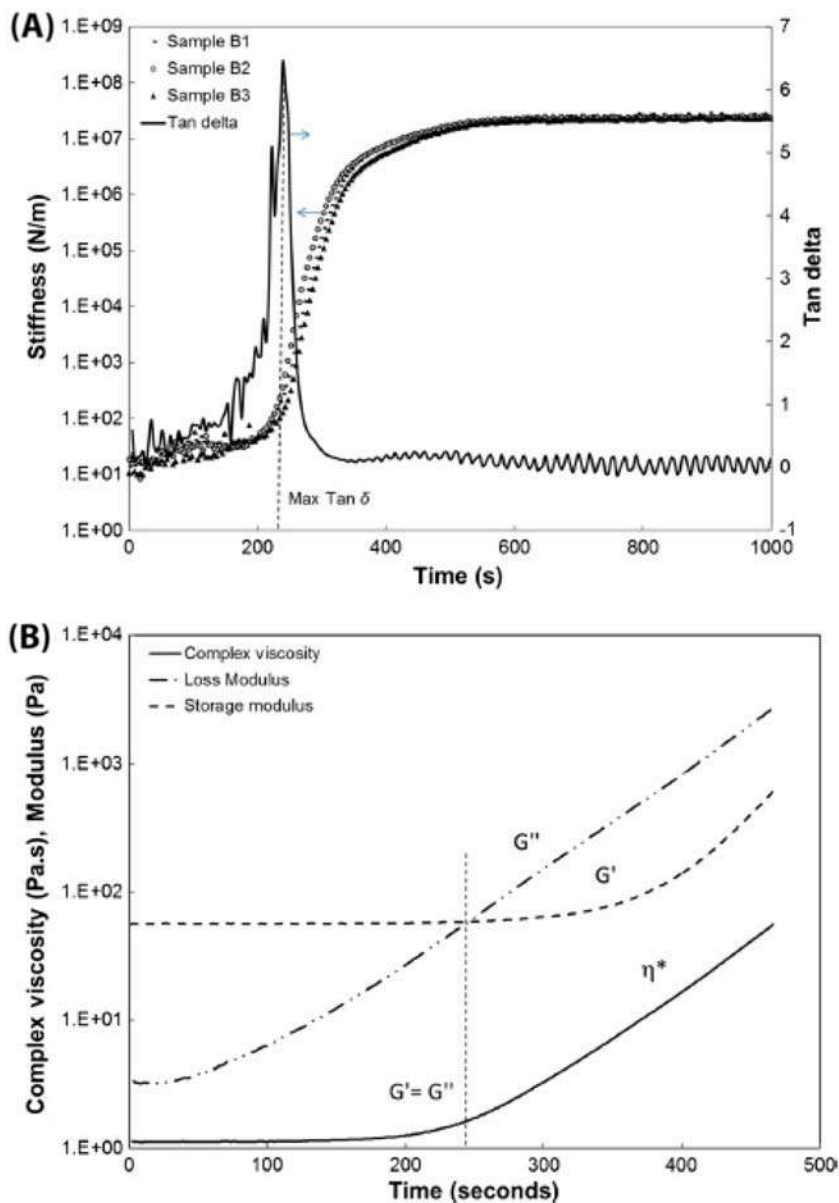 (A)
1.E+09
1.E+08
1.E+07
1.E+06
1.E+05
1.E+04
1.E+03
1.E+02
1.E+01
1.E+00
Stiffness (N/m)
Sample B1
Sample B2
Sample B3
Tan delta
Max Tan δ
7
6
5
4
3
2
1
0
-1
Tan delta
0 200 400 600 800 1000
Time (s)
(B)
1.E+04
1.E+03
1.E+02
1.E+01
1.E+00
Complex viscosity (Pa.s), Modulus (Pa)
Complex viscosity
Loss Modulus
Storage modulus
G''
G'
η*
G'= G''
0 100 200 300 400 500
Time (seconds)